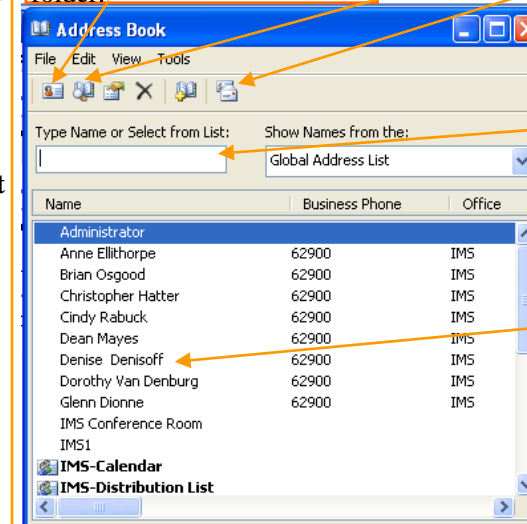 folder.
Address Book
File Edit View Tools
Type Name or Select from List: Show Names from the:
Global Address List
t
Name Business Phone Office
Administrator
Anne Ellithorpe 62900 IMS
Brian Osgood 62900 IMS
Christopher Hatter 62900 IMS
Cindy Rabuck 62900 IMS
Dean Mayes 62900 IMS
Denise Denisoff 62900 IMS
Dorothy Van Denburg 62900 IMS
Glenn Dionne 62900 IMS
IMS Conference Room
IMS1
IMS-Calendar
IMS-Distribution List